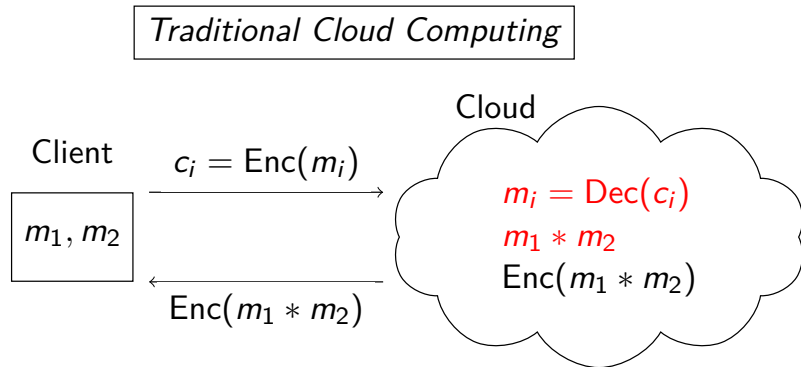 Traditional Cloud Computing
Cloud
Client
c_i = Enc(m_i)
m_1, m_2
m_i = Dec(c_i)
m_1 * m_2
Enc(m_1 * m_2)
Enc(m_1 * m_2)